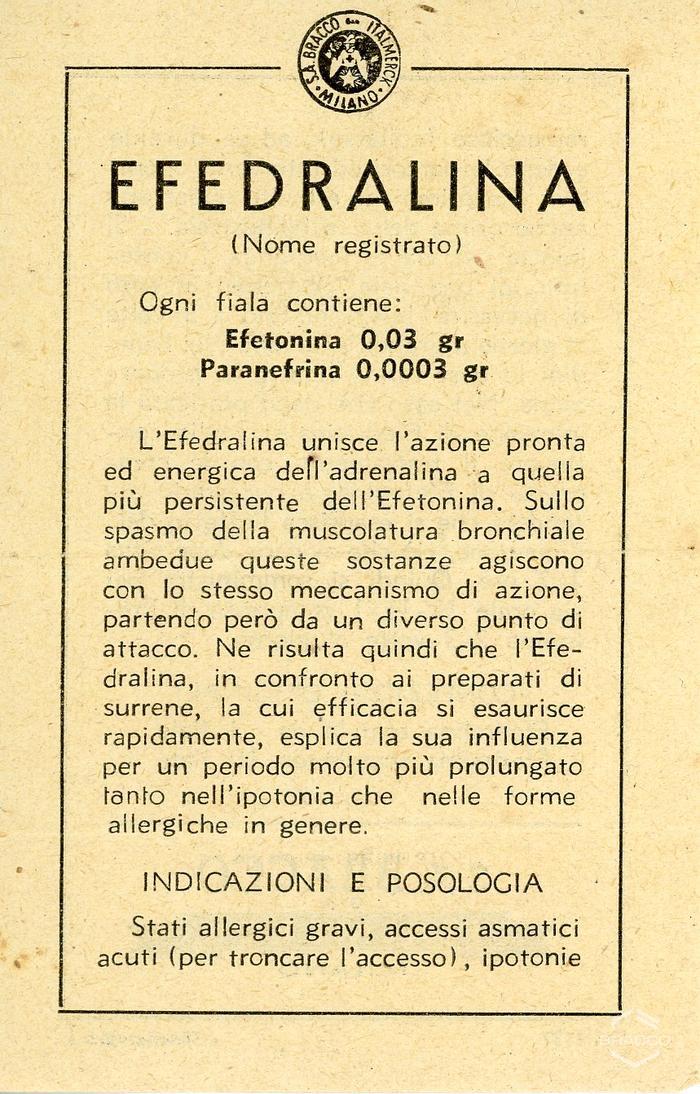 S.A. BRACCO già ITALMERCK • MILANO •
EFEDRALINA
(Nome registrato)
Ogni fiala contiene:
Efetonina 0,03 gr
Paranefrina 0,0003 gr
L'Efedralina unisce l'azione pronta
ed energica dell'adrenalina a quella
più persistente dell'Efetonina. Sullo
spasmo della muscolatura bronchiale
ambedue queste sostanze agiscono
con lo stesso meccanismo di azione,
partendo però da un diverso punto di
attacco. Ne risulta quindi che l'Efe-
dralina, in confronto ai preparati di
surrene, la cui efficacia si esaurisce
rapidamente, esplica la sua influenza
per un periodo molto più prolungato
tanto nell'ipotonia che nelle forme
allergiche in genere.
INDICAZIONI E POSOLOGIA
Stati allergici gravi, accessi asmatici
acuti (per troncare l'accesso), ipotonie
BRACCO